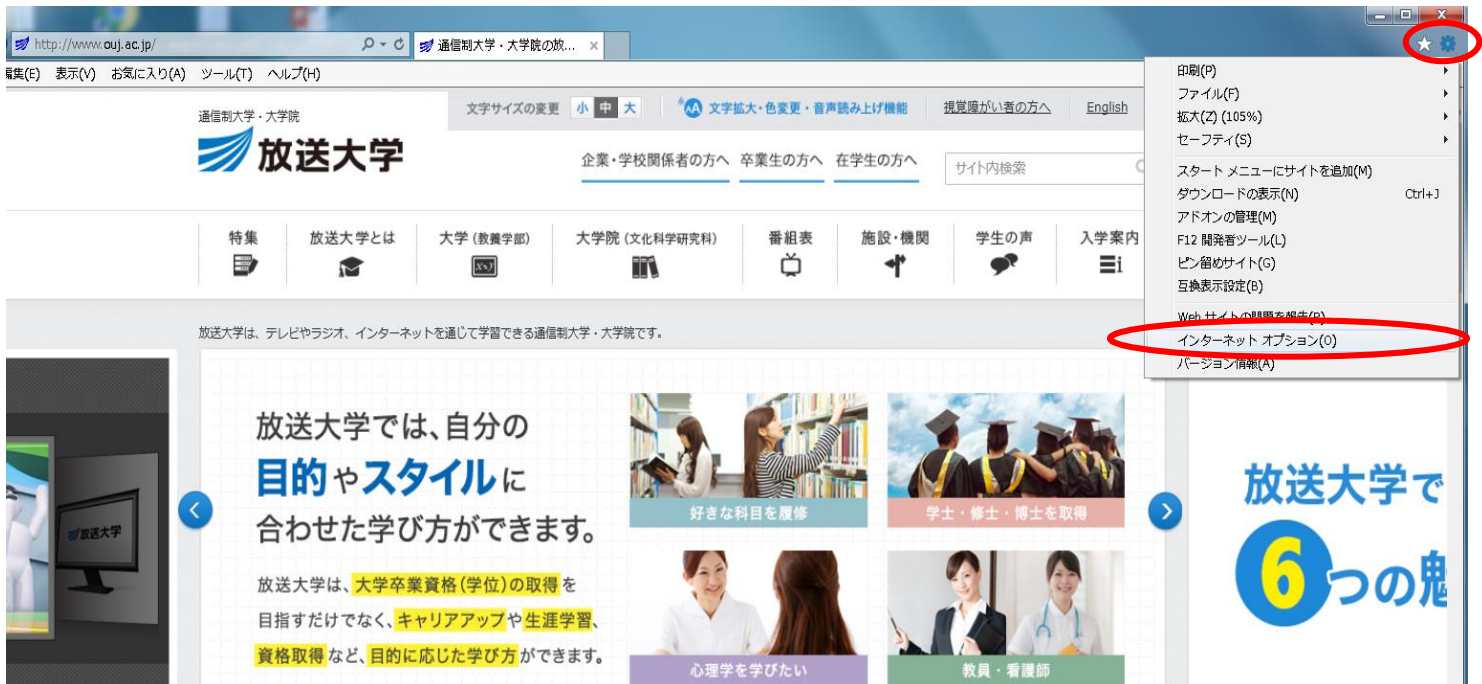 http://www.ouj.ac.jp/
通信制大学・大学院の放...
編集(E) 表示(V) お気に入り(A) ツール(T) ヘルプ(H)
印刷(P)
ファイル(F)
拡大(Z) (105%)
セーフティ(S)
スタート メニューにサイトを追加(M)
ダウンロードの表示(N) Ctrl+J
アドオンの管理(M)
F12 開発者ツール(L)
ピン留めサイト(G)
互換表示設定(B)
Web サイトの問題を報告(R)
インターネット オプション(O)
バージョン情報(A)
通信制大学・大学院
放送大学
文字サイズの変更 小 中 大
文字拡大・色変更・音声読み上げ機能
視覚障がい者の方へ
English
企業・学校関係者の方へ 卒業生の方へ 在学生の方へ
サイト内検索
特集 放送大学とは 大学 (教養学部) 大学院 (文化科学研究科) 番組表 施設・機関 学生の声 入学案内
放送大学は、テレビやラジオ、インターネットを通じて学習できる通信制大学・大学院です。
放送大学
放送大学では、自分の
目的やスタイルに
合わせた学び方ができます。
放送大学は、大学卒業資格(学位)の取得を
目指すだけでなく、キャリアアップや生涯学習、
資格取得など、目的に応じた学び方ができます。
好きな科目を履修
学士・修士・博士を取得
心理学を学びたい
教員・看護師
放送大学で
6つの魅